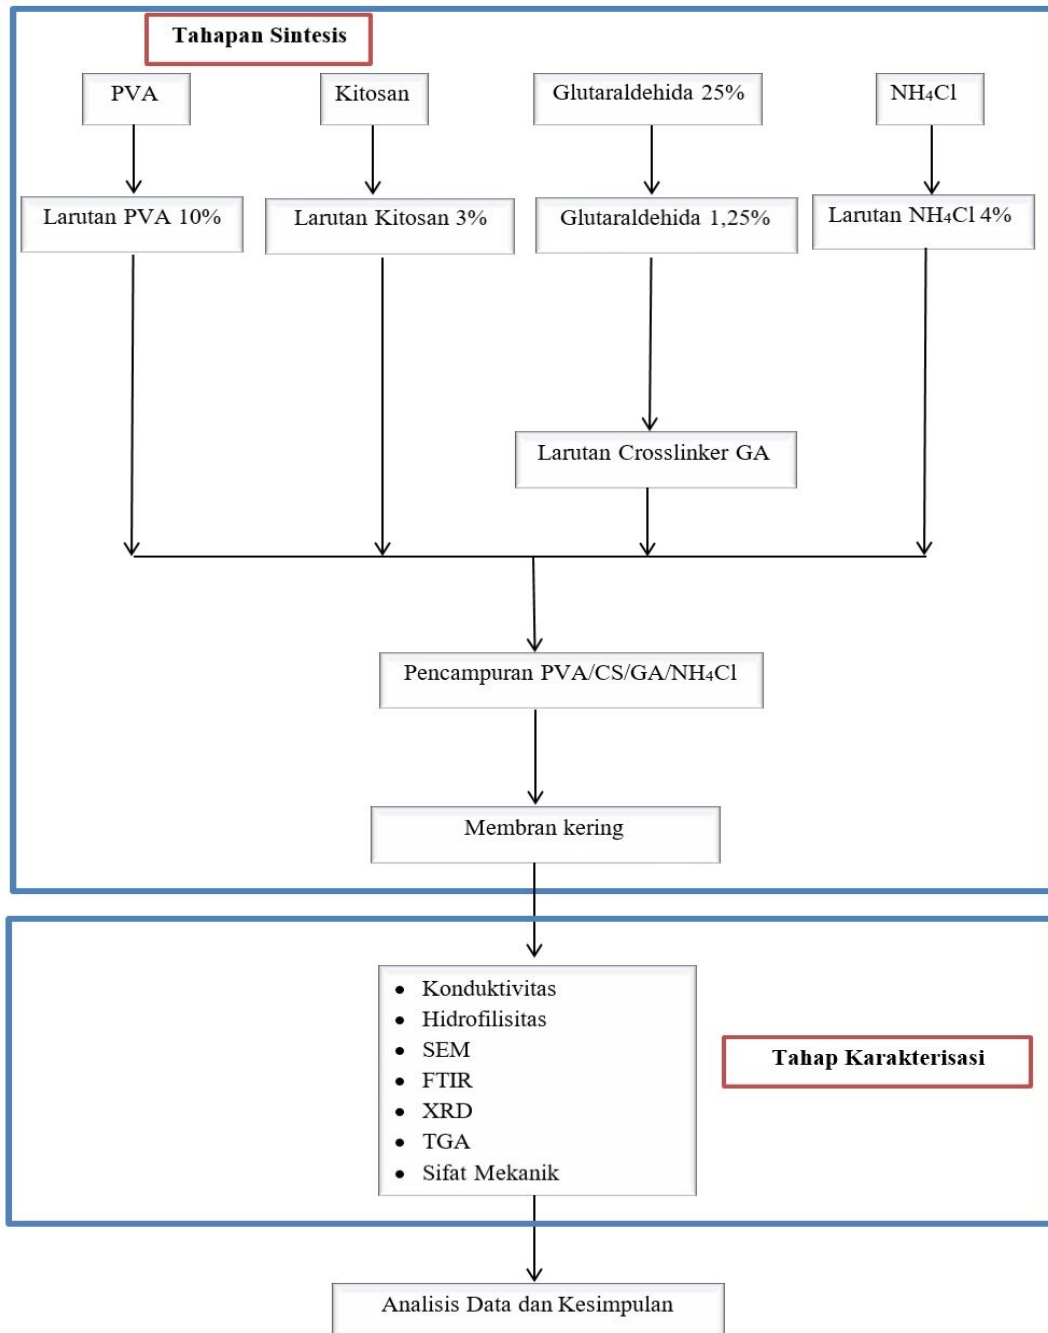 Tahapan Sintesis
PVA
Kitosan
Glutaraldehida 25%
NH₄Cl
Larutan PVA 10%
Larutan Kitosan 3%
Glutaraldehida 1,25%
Larutan NH₄Cl 4%
Larutan Crosslinker GA
Pencampuran PVA/CS/GA/NH₄Cl
Membran kering
• Konduktivitas
• Hidrofilisitas
• SEM
• FTIR
• XRD
• TGA
• Sifat Mekanik
Tahap Karakterisasi
Analisis Data dan Kesimpulan